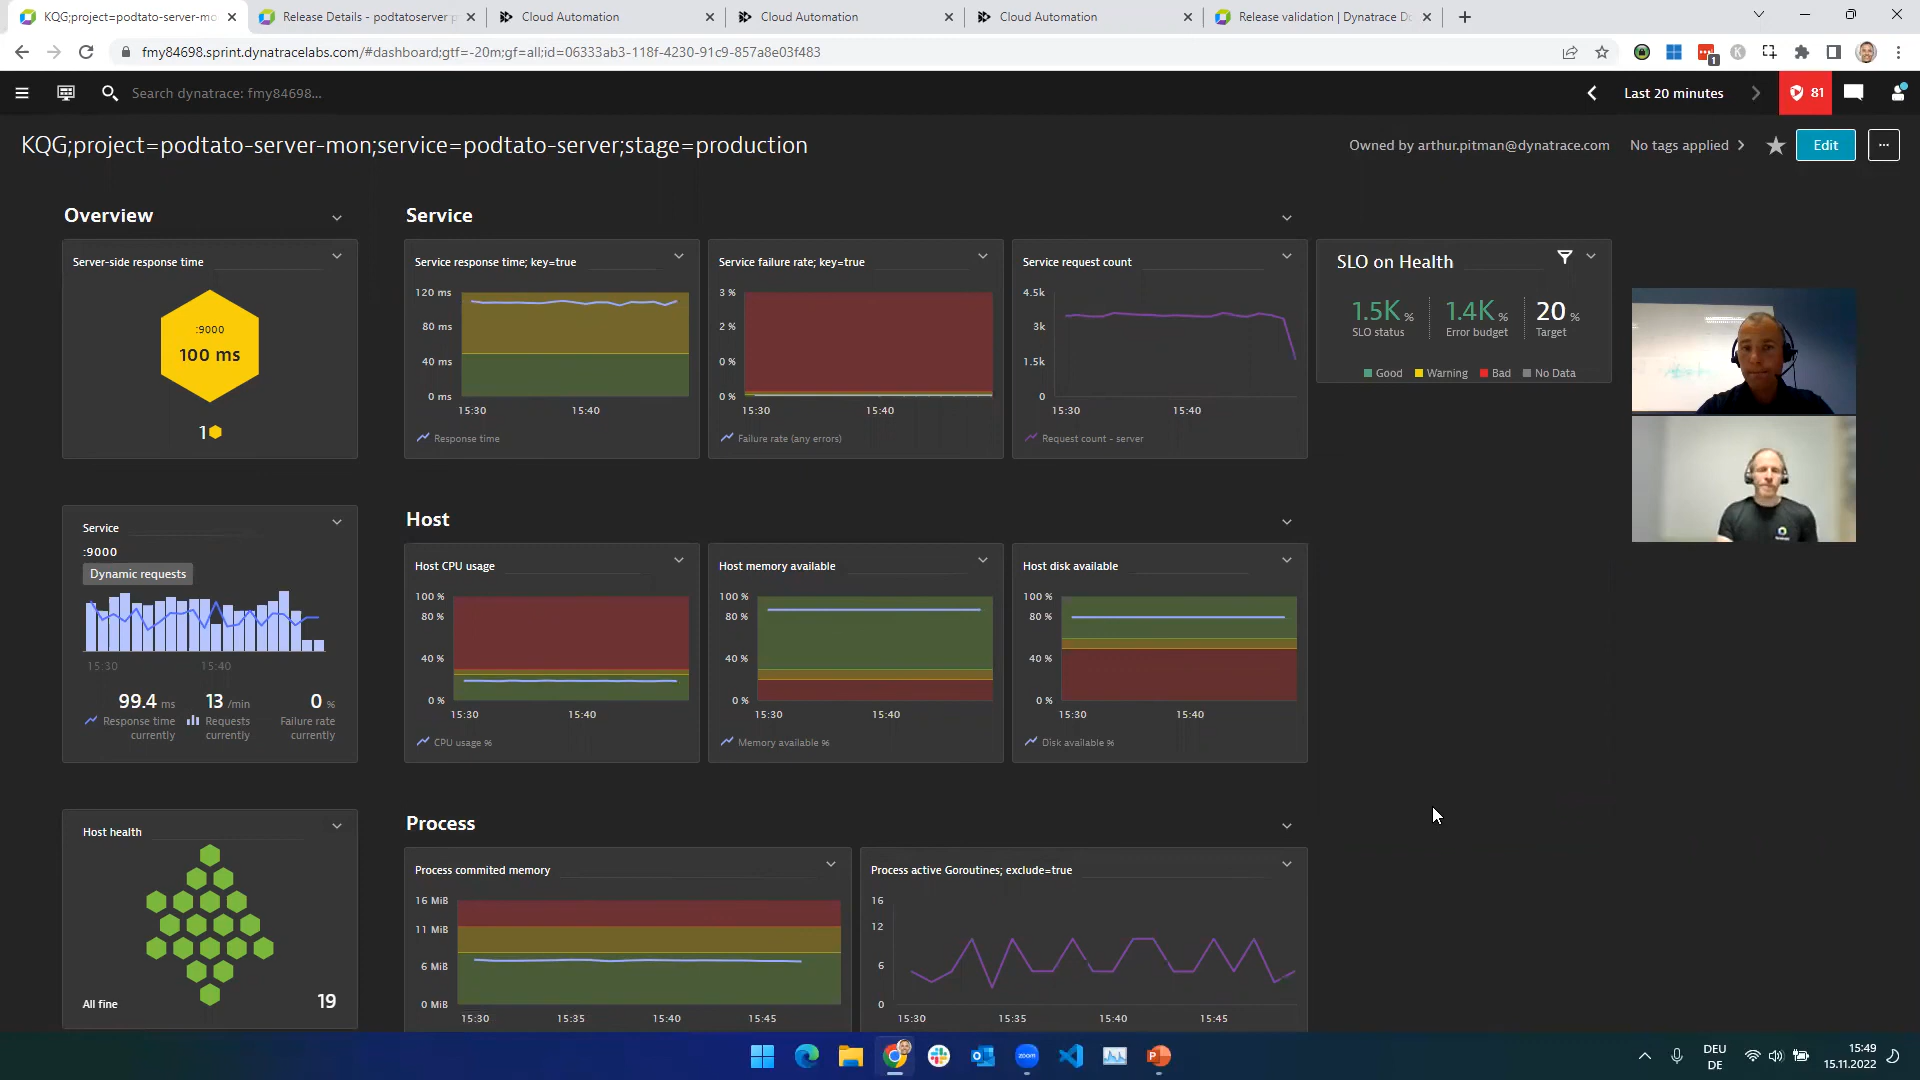 KQG;project=podtato-server-mo
Release Details - podtatoserver p
Cloud Automation
Cloud Automation
Cloud Automation
Release validation | Dynatrace Do
fmy84698.sprint.dynatracelabs.com/#dashboard;gtf=-20m;gf=all;id=06333ab3-118f-4230-91c9-857a8e03f483
1
K
Search dynatrace: fmy84698...
Last 20 minutes
81
KQG;project=podtato-server-mon;service=podtato-server;stage=production
Owned by arthur.pitman@dynatrace.com
No tags applied
Edit
...
Overview
Service
Server-side response time
:9000
100 ms
1
Service response time; key=true
120 ms
80 ms
40 ms
0 ms
15:30
15:40
Response time
Service failure rate; key=true
3 %
2 %
0 %
0 %
15:30
15:40
Failure rate (any errors)
Service request count
4.5k
3k
1.5k
0
15:30
15:40
Request count - server
SLO on Health
1.5K %
SLO status
1.4K %
Error budget
20 %
Target
Good
Warning
Bad
No Data
Service
:9000
Dynamic requests
15:30
15:40
99.4 ms
Response time
currently
13 /min
Requests
currently
0 %
Failure rate
currently
Host
Host CPU usage
100 %
80 %
40 %
0 %
15:30
15:40
CPU usage %
Host memory available
100 %
80 %
40 %
0 %
15:30
15:40
Memory available %
Host disk available
100 %
80 %
40 %
0 %
15:30
15:40
Disk available %
Host health
All fine
19
Process
Process commited memory
16 MiB
11 MiB
6 MiB
0 MiB
15:30
15:35
15:40
15:45
Process active Goroutines; exclude=true
16
12
6
0
15:30
15:35
15:40
15:45
zoom
DEU
DE
15:49
15.11.2022